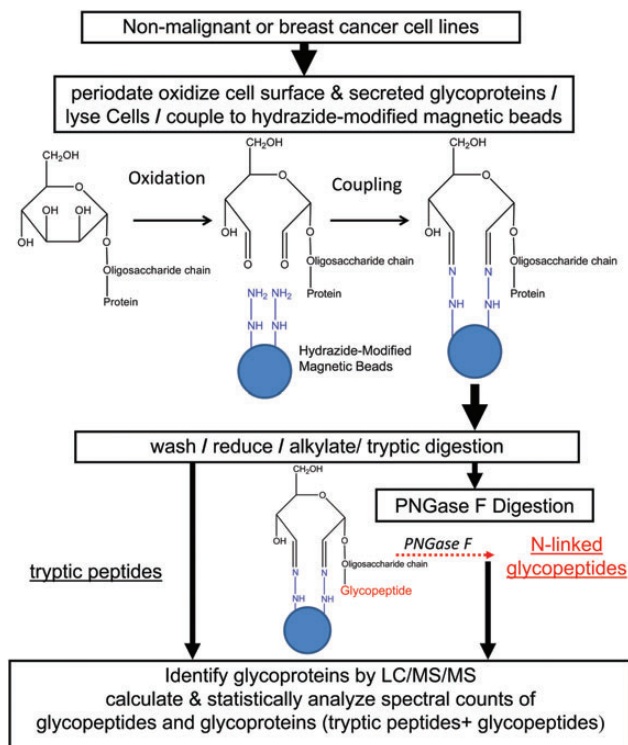 Non-malignant or breast cancer cell lines
periodate oxidize cell surface & secreted glycoproteins /
lyse Cells / couple to hydrazide-modified magnetic beads
CH₂OH
O
OH
OH
OH
O
Oligosaccharide chain
Protein
Oxidation
CH₂OH
O
OH
O
O
O
Oligosaccharide chain
Protein
NH₂ NH₂
NH NH
Hydrazide-Modified
Magnetic Beads
Coupling
CH₂OH
O
OH
O
Oligosaccharide chain
Protein
N N
NH NH
wash / reduce / alkylate/ tryptic digestion
CH₂OH
O
OH
O
Oligosaccharide chain
Glycopeptide
N N
NH NH
PNGase F Digestion
PNGase F
N-linked
glycopeptides
tryptic peptides
Identify glycoproteins by LC/MS/MS
calculate & statistically analyze spectral counts of
glycopeptides and glycoproteins (tryptic peptides+ glycopeptides)